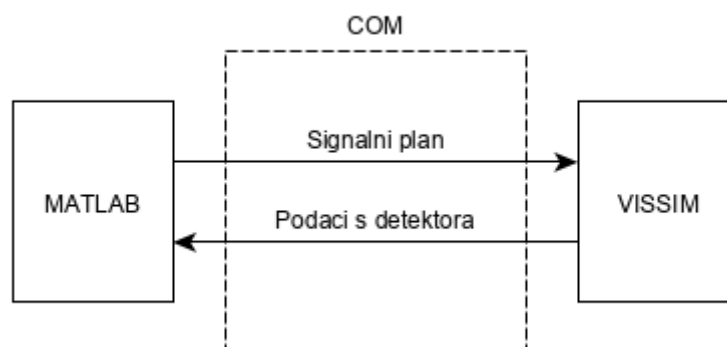 COM
Signalni plan
MATLAB
VISSIM
Podaci s detektora